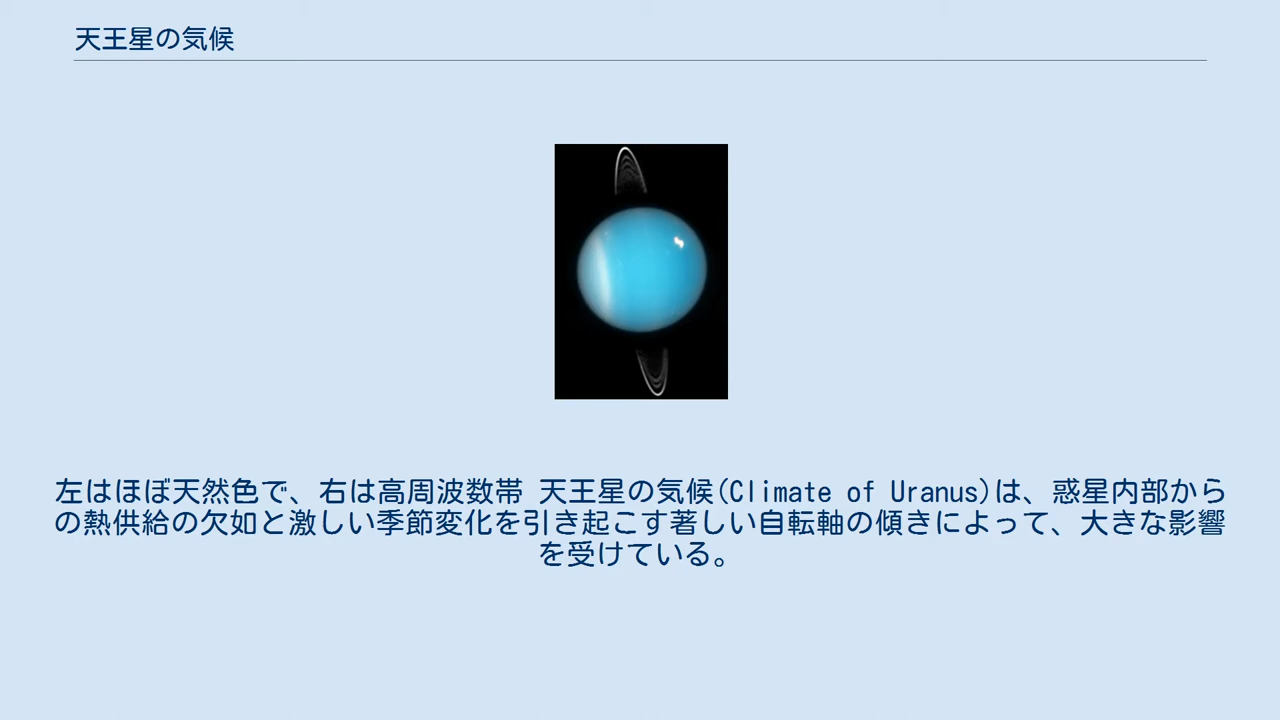 天王星の気候
左はほぼ天然色で、右は高周波数帯 天王星の気候(Climate of Uranus)は、惑星内部から
の熱供給の欠如と激しい季節変化を引き起こす著しい自転軸の傾きによって、大きな影響
を受けている。